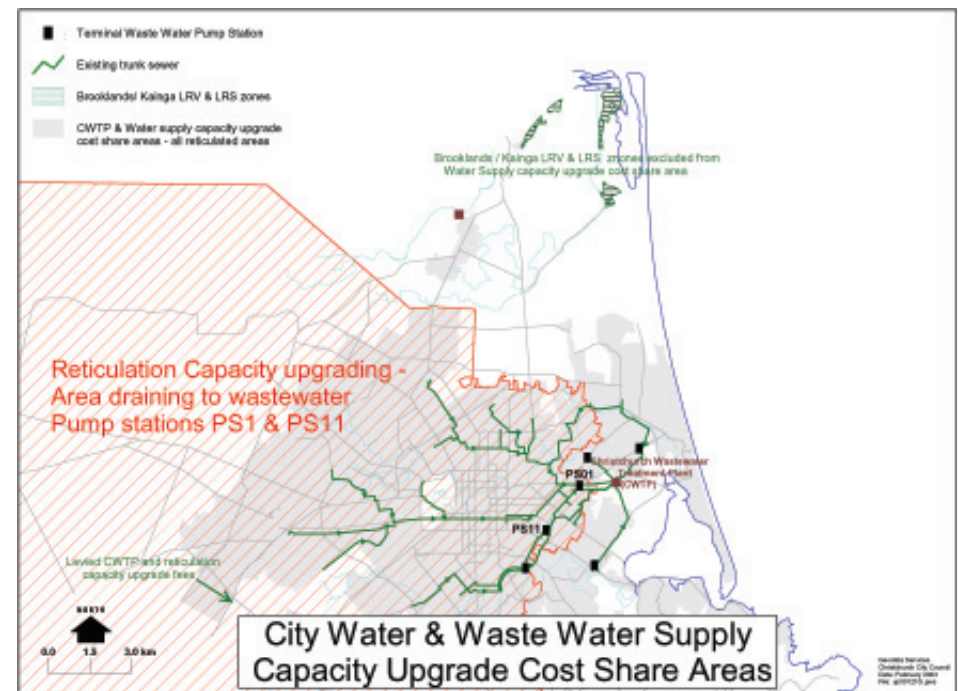 Terminal Waste Water Pump Station
Existing trunk sewer
Brooklands/ Kainga LRV & LRS zones
CWTP & Water supply capacity upgrade
cost share areas - all reticulated areas
Brooklands / Kainga LRV & LRS znones excluded from
Water Supply capacity upgrade cost share area
Reticulation Capacity upgrading -
Area draining to wastewater
Pump stations PS1 & PS11
Christchurch Wastewater
Treatment Plant
(CWTP)
PS01
PS11
Levied CWTP and reticulation
capacity upgrade fees
NORTH
0.0 1.3 3.0 km
City Water & Waste Water Supply
Capacity Upgrade Cost Share Areas
Christchurch City Council